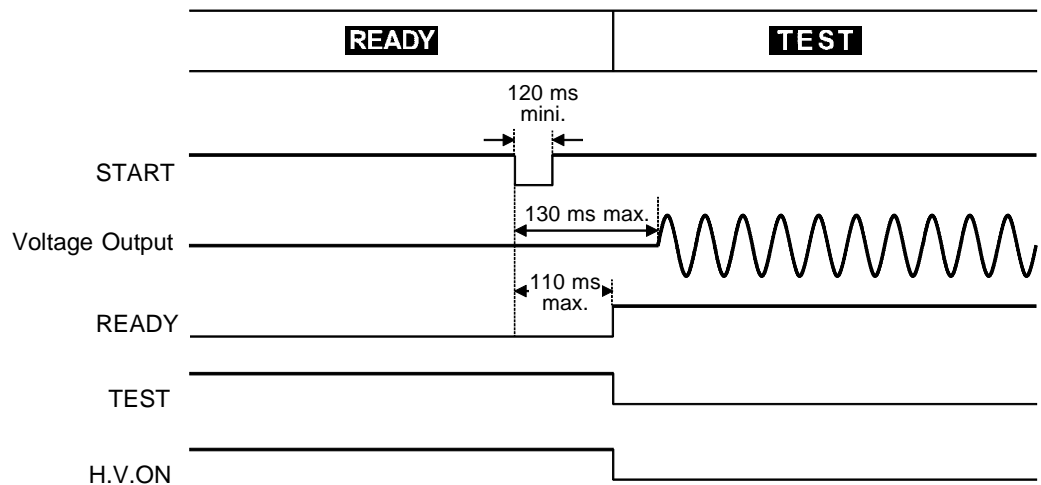 READY
TEST
120 ms
mini.
START
130 ms max.
Voltage Output
110 ms
max.
READY
TEST
H.V.ON